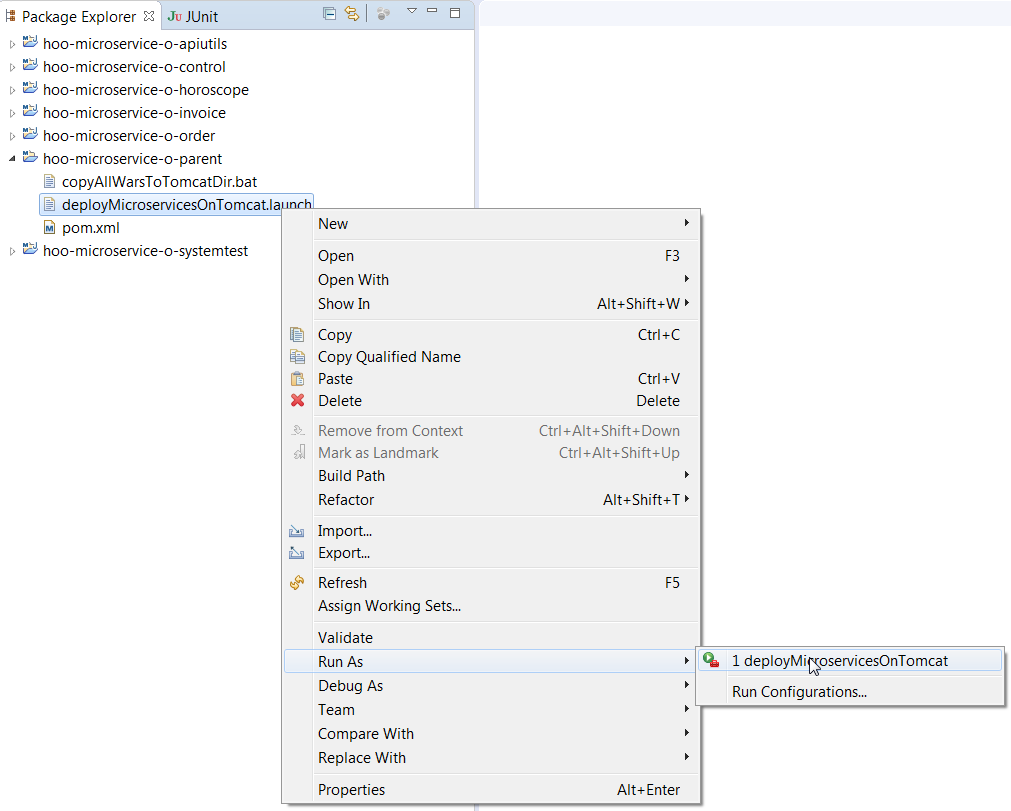 Package Explorer JUnit
hoo-microservice-o-apiutils
hoo-microservice-o-control
hoo-microservice-o-horoscope
hoo-microservice-o-invoice
hoo-microservice-o-order
hoo-microservice-o-parent
copyAllWarsToTomcatDir.bat
deployMicroservicesOnTomcat.launch
pom.xml
hoo-microservice-o-systemtest
New
Open F3
Open With
Show In Alt+Shift+W
Copy Ctrl+C
Copy Qualified Name
Paste Ctrl+V
Delete Delete
Remove from Context Ctrl+Alt+Shift+Down
Mark as Landmark Ctrl+Alt+Shift+Up
Build Path
Refactor Alt+Shift+T
Import...
Export...
Refresh F5
Assign Working Sets...
Validate
Run As
1 deployMicroservicesOnTomcat
Run Configurations...
Debug As
Team
Compare With
Replace With
Properties Alt+Enter